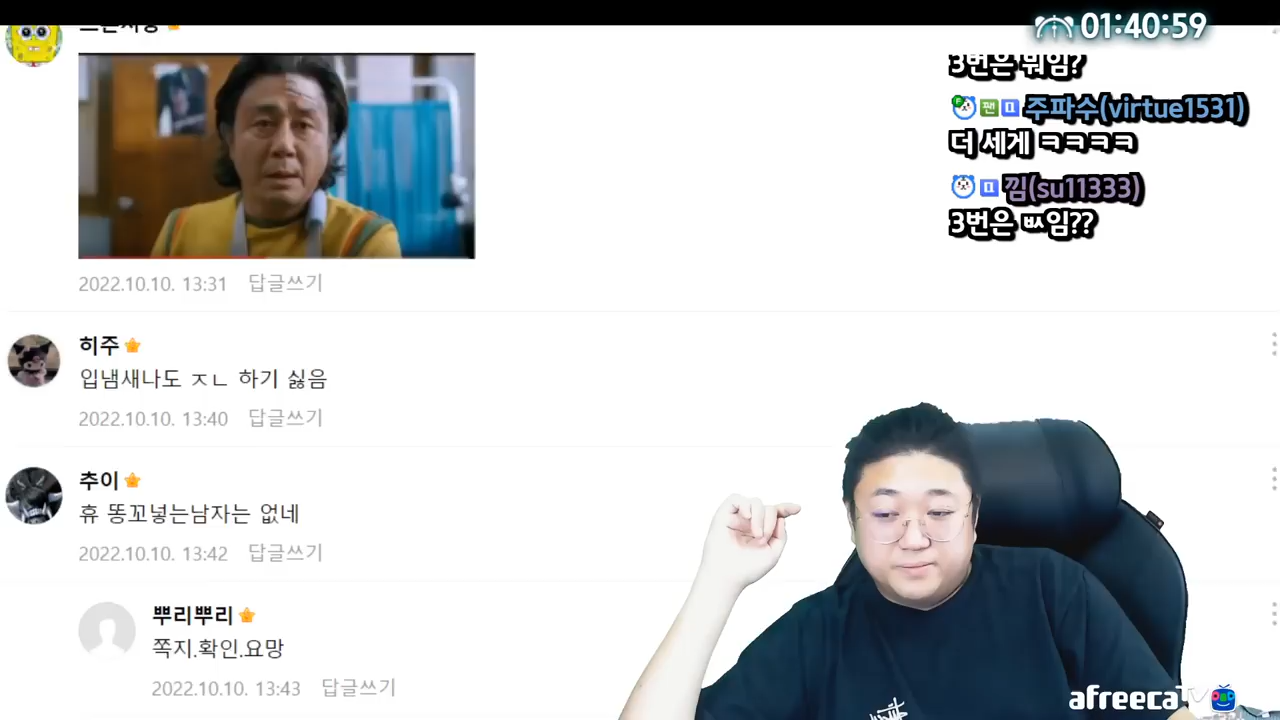 01:40:59
3번은 뭐임?
2022.10.10. 13:31 답글쓰기
주파수(virtue1531)
더 세게 ㅋㅋㅋㅋ
낌(su11333)
3번은 ㅃ임??
히주
입냄새나도 ㅈㄴ 하기 싫음
2022.10.10. 13:40 답글쓰기
추이
휴 똥꼬넣는남자는 없네
2022.10.10. 13:42 답글쓰기
뿌리뿌리
쪽지.확인.요망
2022.10.10. 13:43 답글쓰기
afreecaTV